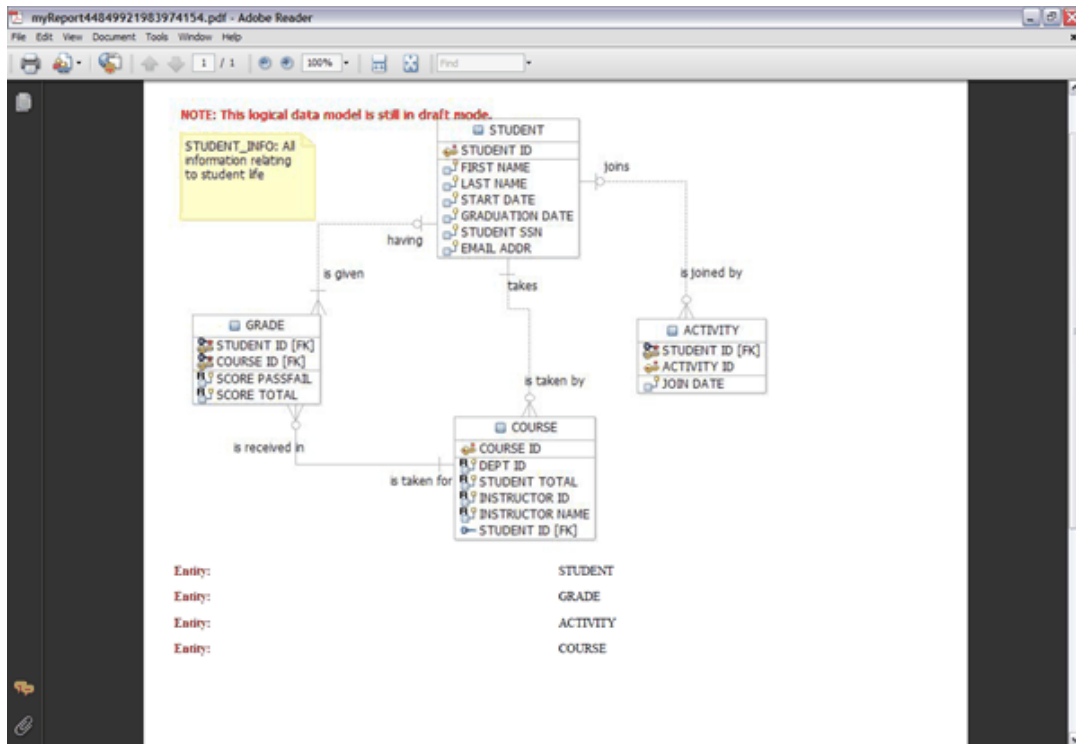 myReport44849921983974154.pdf - Adobe Reader
File Edit View Document Tools Window Help
1 / 1 100% Find
NOTE: This logical data model is still in draft mode.
STUDENT_INFO: All
information relating
to student life
STUDENT
STUDENT ID
FIRST NAME
LAST NAME
START DATE
GRADUATION DATE
STUDENT SSN
EMAIL ADDR
joins
having
is given
takes
is joined by
GRADE
STUDENT ID [FK]
COURSE ID [FK]
SCORE PASSFAIL
SCORE TOTAL
ACTIVITY
STUDENT ID [FK]
ACTIVITY ID
JOIN DATE
is taken by
is received in
is taken for
COURSE
COURSE ID
DEPT ID
STUDENT TOTAL
INSTRUCTOR ID
INSTRUCTOR NAME
STUDENT ID [FK]
Entity: STUDENT
Entity: GRADE
Entity: ACTIVITY
Entity: COURSE